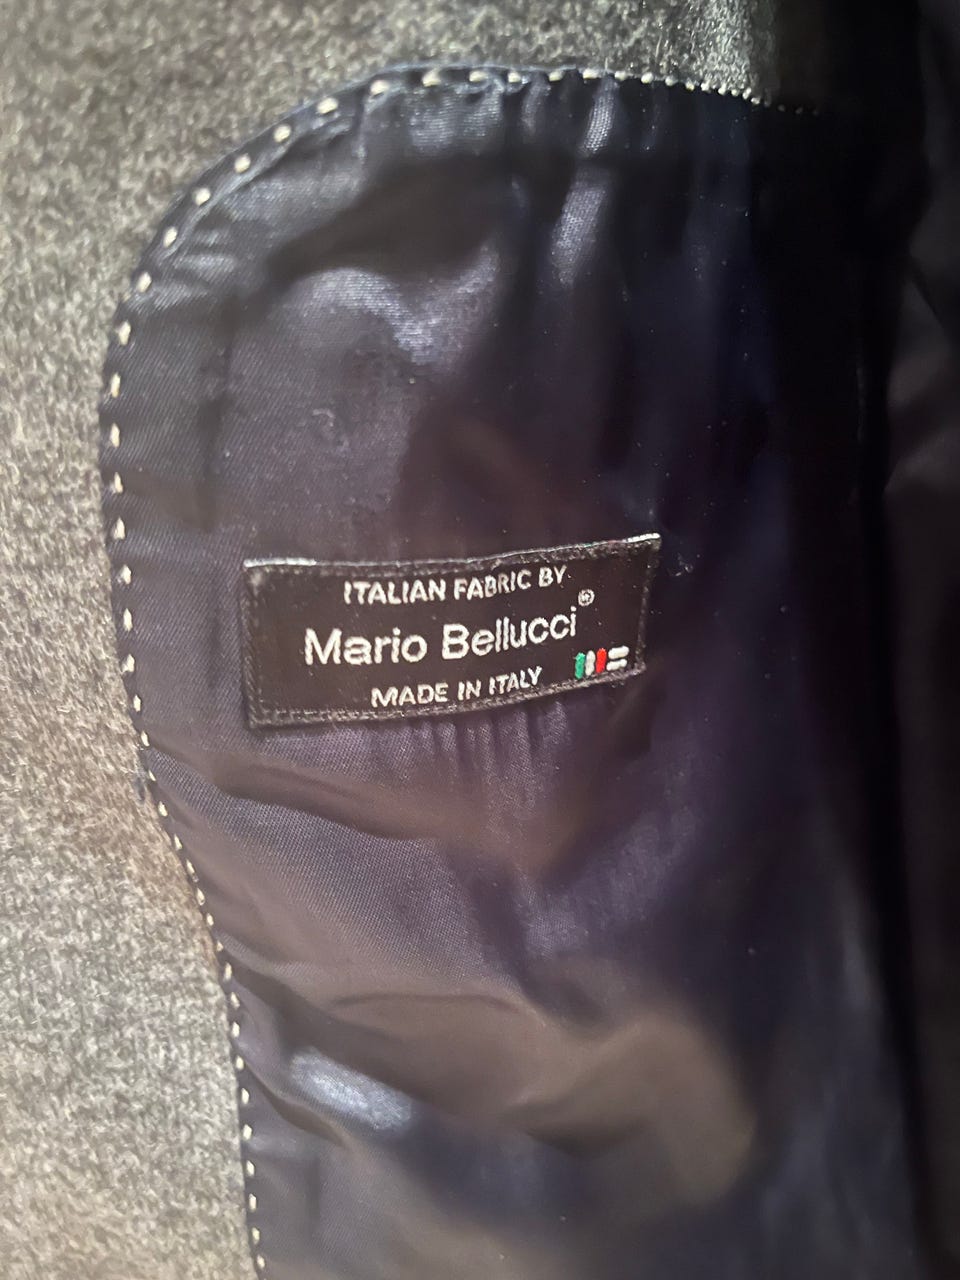 ITALIAN FABRIC BY
Mario Bellucci®
MADE IN ITALY